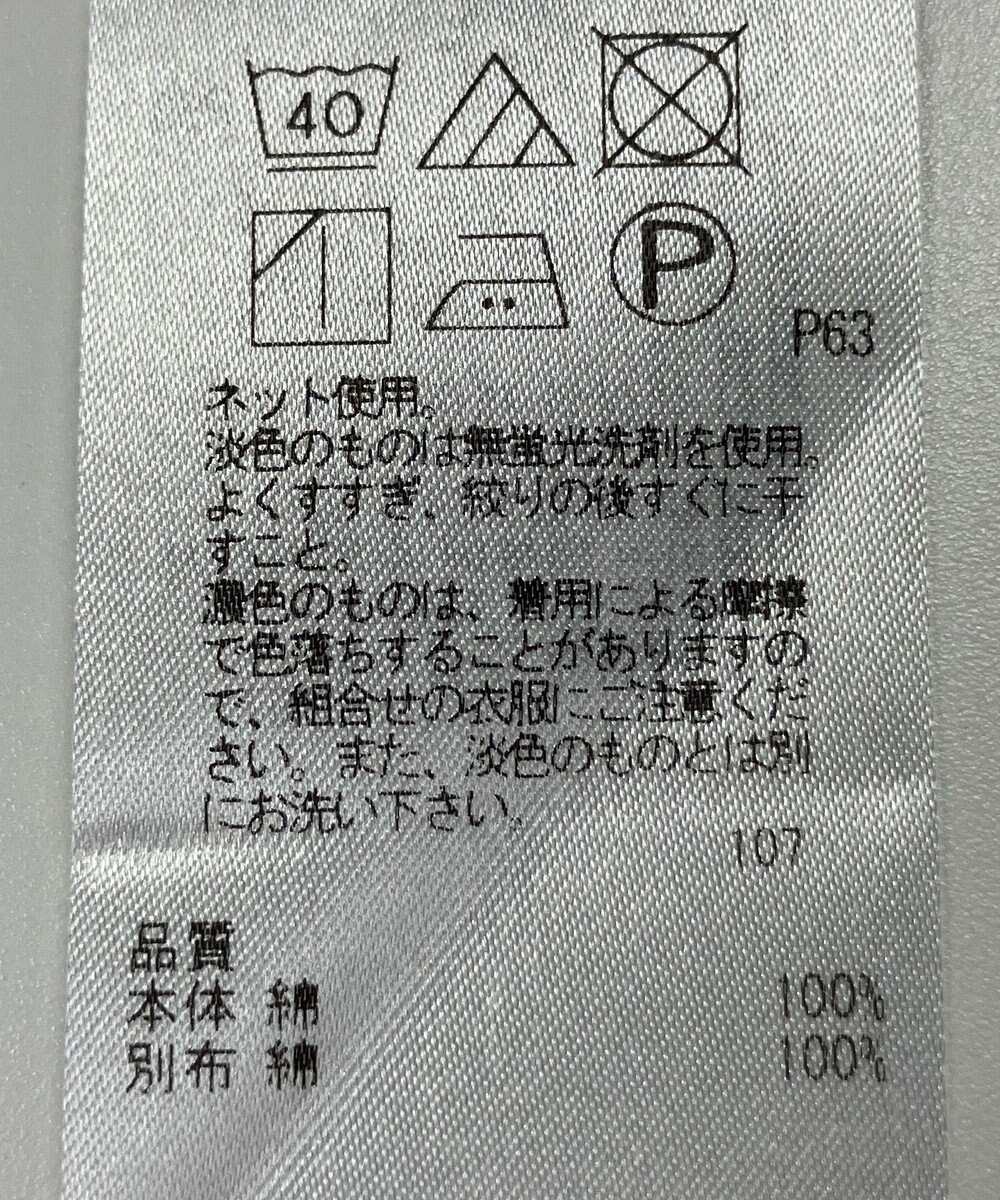 40
P
P63
ネット使用。
淡色のものは無蛍光洗剤を使用。
よくすすぎ、絞りの後すぐに干
すこと。
濃色のものは、着用による摩擦
で色落ちすることがありますの
で、組合せの衣服にご注意くだ
さい。また、淡色のものとは別
にお洗い下さい。
107
品質
本体 綿 100%
別布 綿 100%